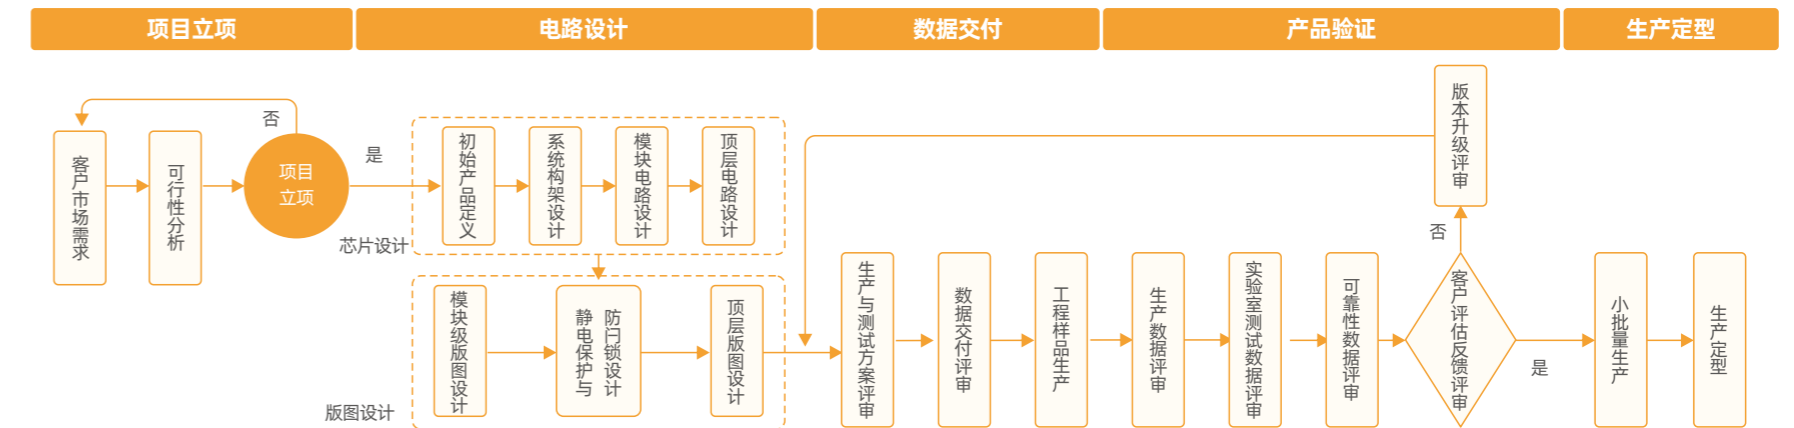 项目立项
电路设计
数据交付
产品验证
生产定型
客户市场需求
可行性分析
项目
立项
否
是
初始产品定义
系统构架设计
模块电路设计
顶层电路设计
芯片设计
模块级版图设计
防闩锁设计
静电保护与
顶层版图设计
版图设计
生产与测试方案评审
数据交付评审
工程样品生产
生产数据评审
实验室测试数据评审
可靠性数据评审
客户评估反馈评审
否
版本升级评审
是
小批量生产
生产定型